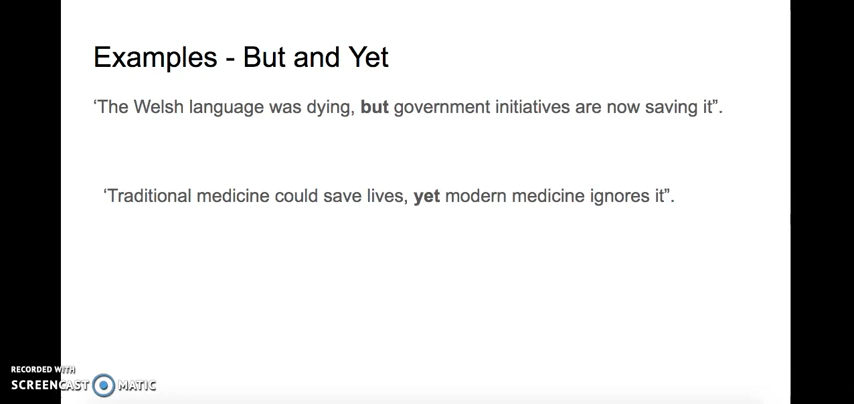 Examples - But and Yet
‘The Welsh language was dying, but government initiatives are now saving it”.
‘Traditional medicine could save lives, yet modern medicine ignores it”.
RECORDED WITH
SCREENCAST MATIC